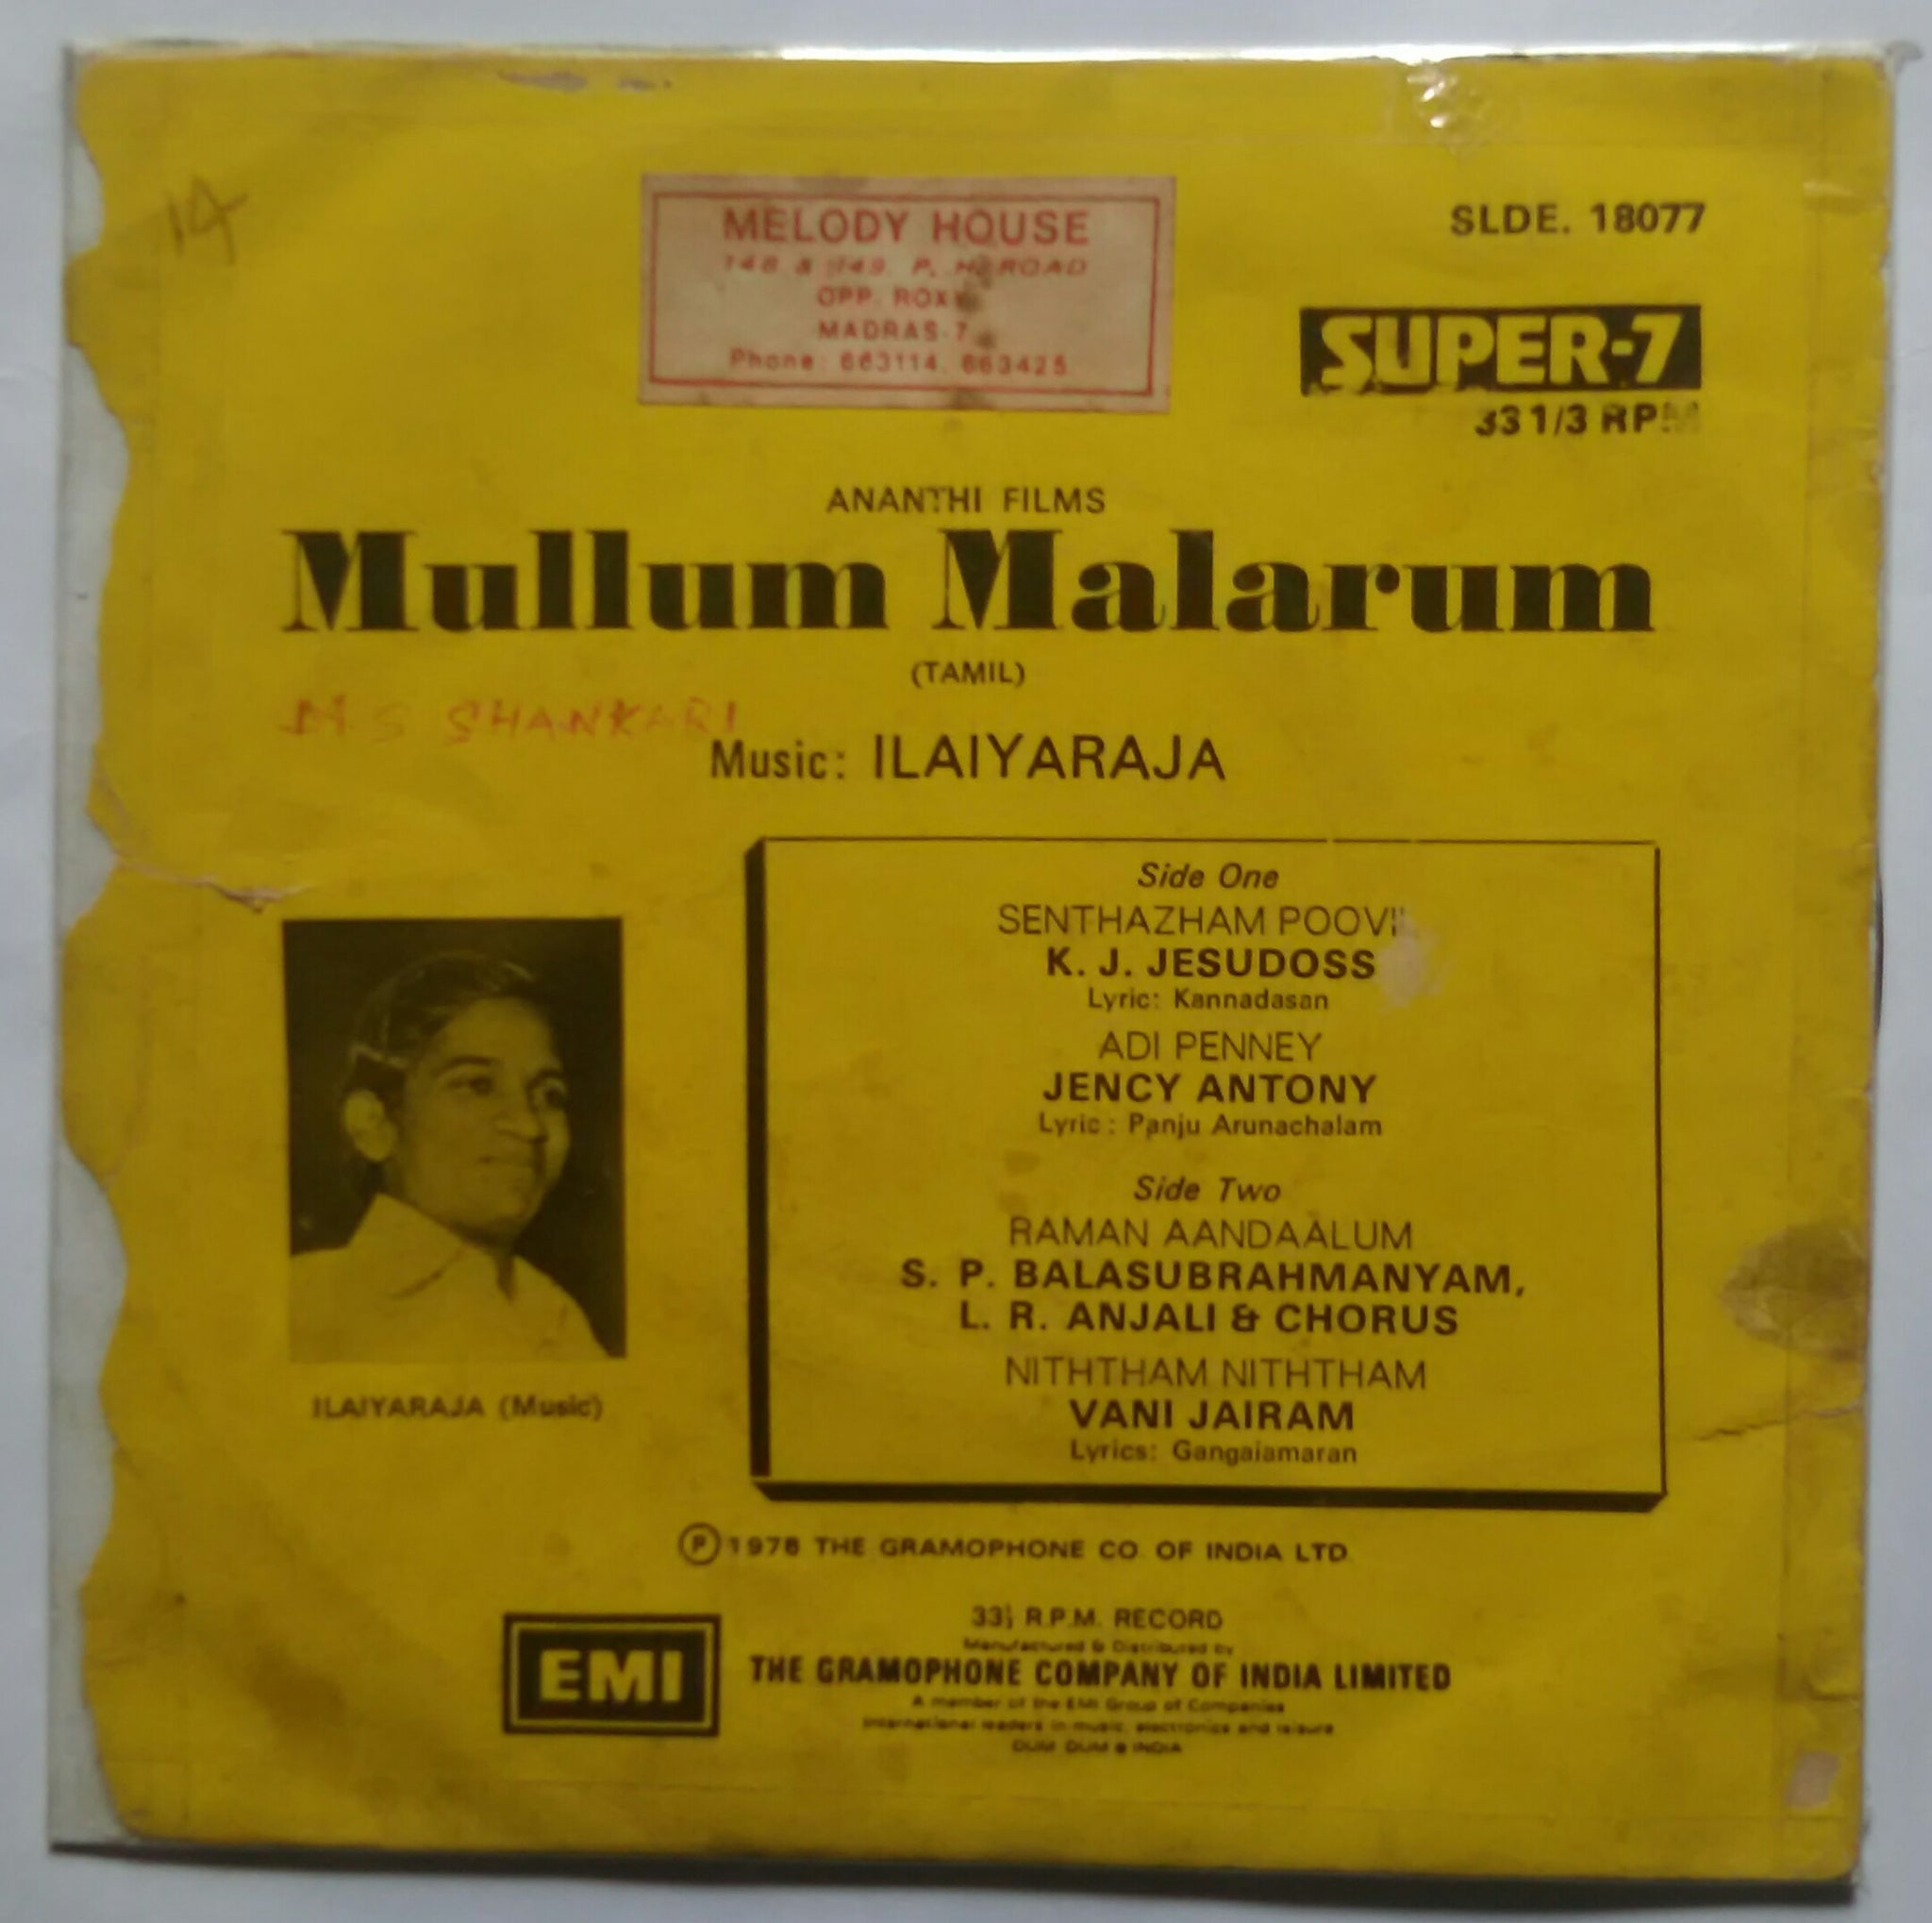 14
MELODY HOUSE
148 & 149. P. H. ROAD
OPP. ROXY
MADRAS-7
Phone: 663114, 663425
SLDE. 18077
SUPER-7
33 1/3 RPM
ANANTHI FILMS
Mullum Malarum
(TAMIL)
M.S SHANKARI
Music: ILAIYARAJA
Side One
SENTHAZHAM POOVIL
K. J. JESUDOSS
Lyric: Kannadasan
ADI PENNEY
JENCY ANTONY
Lyric: Panju Arunachalam
Side Two
RAMAN AANDAALUM
S. P. BALASUBRAHMANYAM,
L. R. ANJALI & CHORUS
NITHTHAM NITHTHAM
VANI JAIRAM
Lyrics: Gangaiamaran
ILAIYARAJA (Music)
Ⓟ 1978 THE GRAMOPHONE CO. OF INDIA LTD
EMI
33⅓ R.P.M. RECORD
Manufactured & Distributed by
THE GRAMOPHONE COMPANY OF INDIA LIMITED
A member of the EMI Group of Companies
International leaders in music, electronics and leisure
DUM DUM • INDIA